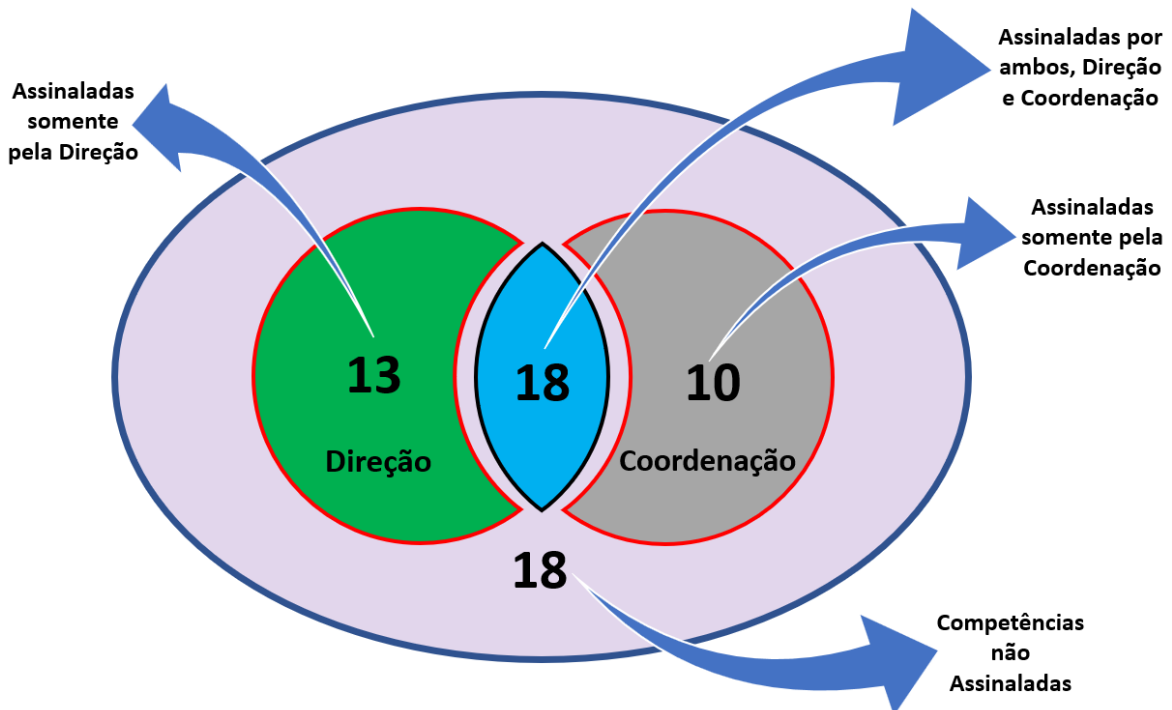 Assinaladas por
ambos, Direção
e Coordenação
Assinaladas
somente
pela Direção
Assinaladas
somente pela
Coordenação
13
18
10
Direção
Coordenação
18
Competências
não
Assinaladas